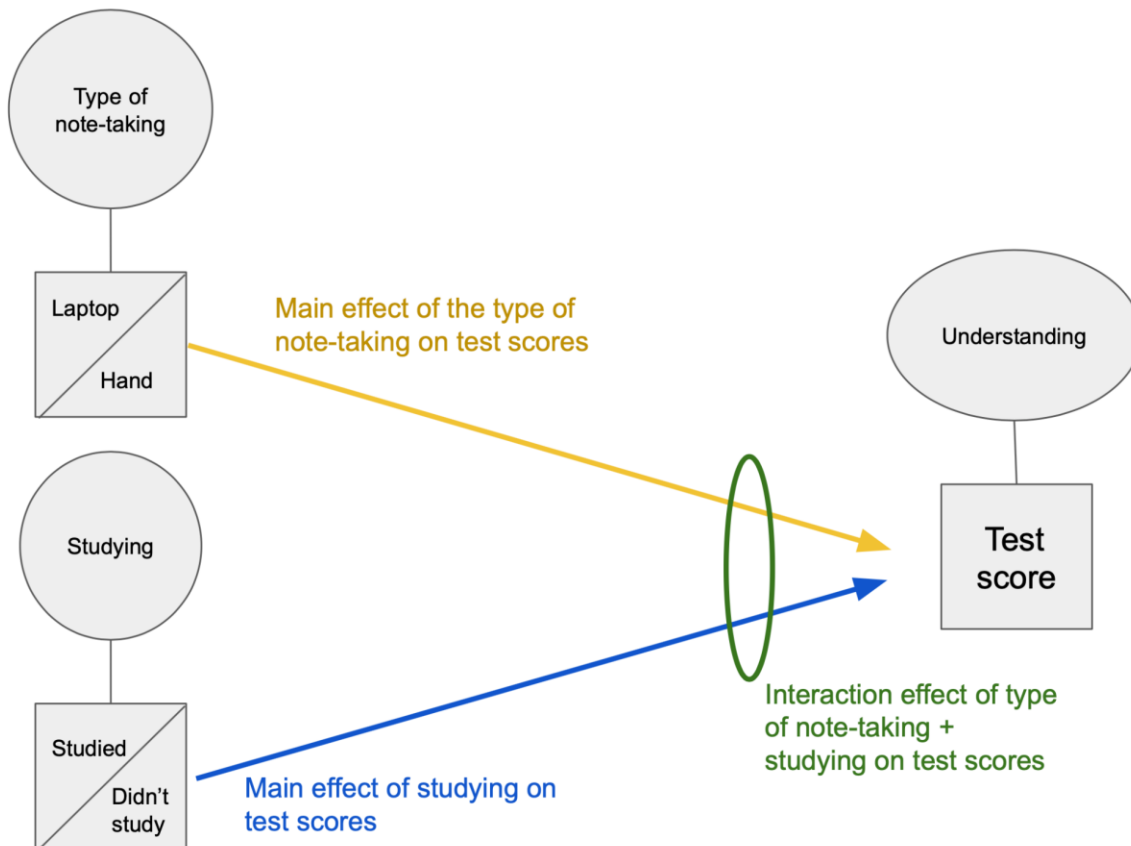 Type of
note-taking
Laptop
Hand
Main effect of the type of
note-taking on test scores
Understanding
Studying
Test
score
Studied
Didn’t
study
Main effect of studying on
test scores
Interaction effect of type
of note-taking +
studying on test scores